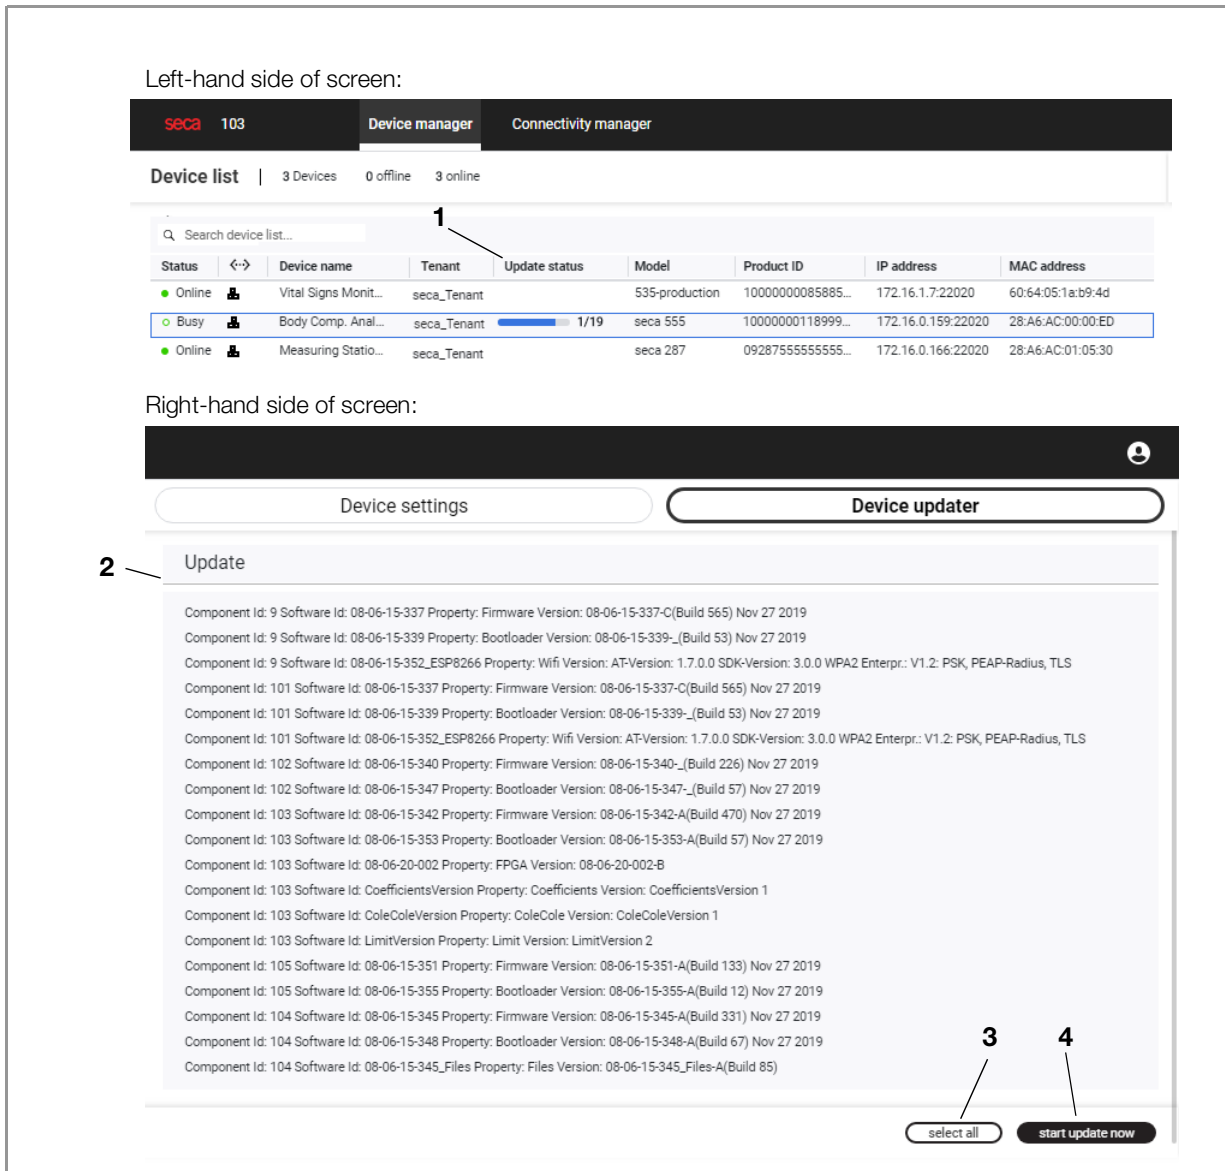 Left-hand side of screen:
seca 103 Device manager Connectivity manager
Device list | 3 Devices 0 offline 3 online
1
Search device list...
Status Device name Tenant Update status Model Product ID IP address MAC address
Online Vital Signs Monit... seca_Tenant 535-production 10000000085885... 172.16.1.7:22020 60:64:05:1a:b9:4d
Busy Body Comp. Anal... seca_Tenant 1/19 seca 555 10000000118999... 172.16.0.159:22020 28:A6:AC:00:00:ED
Online Measuring Statio... seca_Tenant seca 287 09287555555555... 172.16.0.166:22020 28:A6:AC:01:05:30
Right-hand side of screen:
Device settings Device updater
2 Update
Component Id: 9 Software Id: 08-06-15-337 Property: Firmware Version: 08-06-15-337-C(Build 565) Nov 27 2019
Component Id: 9 Software Id: 08-06-15-339 Property: Bootloader Version: 08-06-15-339-_(Build 53) Nov 27 2019
Component Id: 9 Software Id: 08-06-15-352_ESP8266 Property: Wifi Version: AT-Version: 1.7.0.0 SDK-Version: 3.0.0 WPA2 Enterpr.: V1.2: PSK, PEAP-Radius, TLS
Component Id: 101 Software Id: 08-06-15-337 Property: Firmware Version: 08-06-15-337-C(Build 565) Nov 27 2019
Component Id: 101 Software Id: 08-06-15-339 Property: Bootloader Version: 08-06-15-339-_(Build 53) Nov 27 2019
Component Id: 101 Software Id: 08-06-15-352_ESP8266 Property: Wifi Version: AT-Version: 1.7.0.0 SDK-Version: 3.0.0 WPA2 Enterpr.: V1.2: PSK, PEAP-Radius, TLS
Component Id: 102 Software Id: 08-06-15-340 Property: Firmware Version: 08-06-15-340-_(Build 226) Nov 27 2019
Component Id: 102 Software Id: 08-06-15-347 Property: Bootloader Version: 08-06-15-347-_(Build 57) Nov 27 2019
Component Id: 103 Software Id: 08-06-15-342 Property: Firmware Version: 08-06-15-342-A(Build 470) Nov 27 2019
Component Id: 103 Software Id: 08-06-15-353 Property: Bootloader Version: 08-06-15-353-A(Build 57) Nov 27 2019
Component Id: 103 Software Id: 08-06-20-002 Property: FPGA Version: 08-06-20-002-B
Component Id: 103 Software Id: CoefficientsVersion Property: Coefficients Version: CoefficientsVersion 1
Component Id: 103 Software Id: ColeColeVersion Property: ColeCole Version: ColeColeVersion 1
Component Id: 103 Software Id: LimitVersion Property: Limit Version: LimitVersion 2
Component Id: 105 Software Id: 08-06-15-351 Property: Firmware Version: 08-06-15-351-A(Build 133) Nov 27 2019
Component Id: 105 Software Id: 08-06-15-355 Property: Bootloader Version: 08-06-15-355-A(Build 12) Nov 27 2019
Component Id: 104 Software Id: 08-06-15-345 Property: Firmware Version: 08-06-15-345-A(Build 331) Nov 27 2019
Component Id: 104 Software Id: 08-06-15-348 Property: Bootloader Version: 08-06-15-348-A(Build 67) Nov 27 2019
Component Id: 104 Software Id: 08-06-15-345_Files Property: Files Version: 08-06-15-345_Files-A(Build 85)
3 4
select all start update now